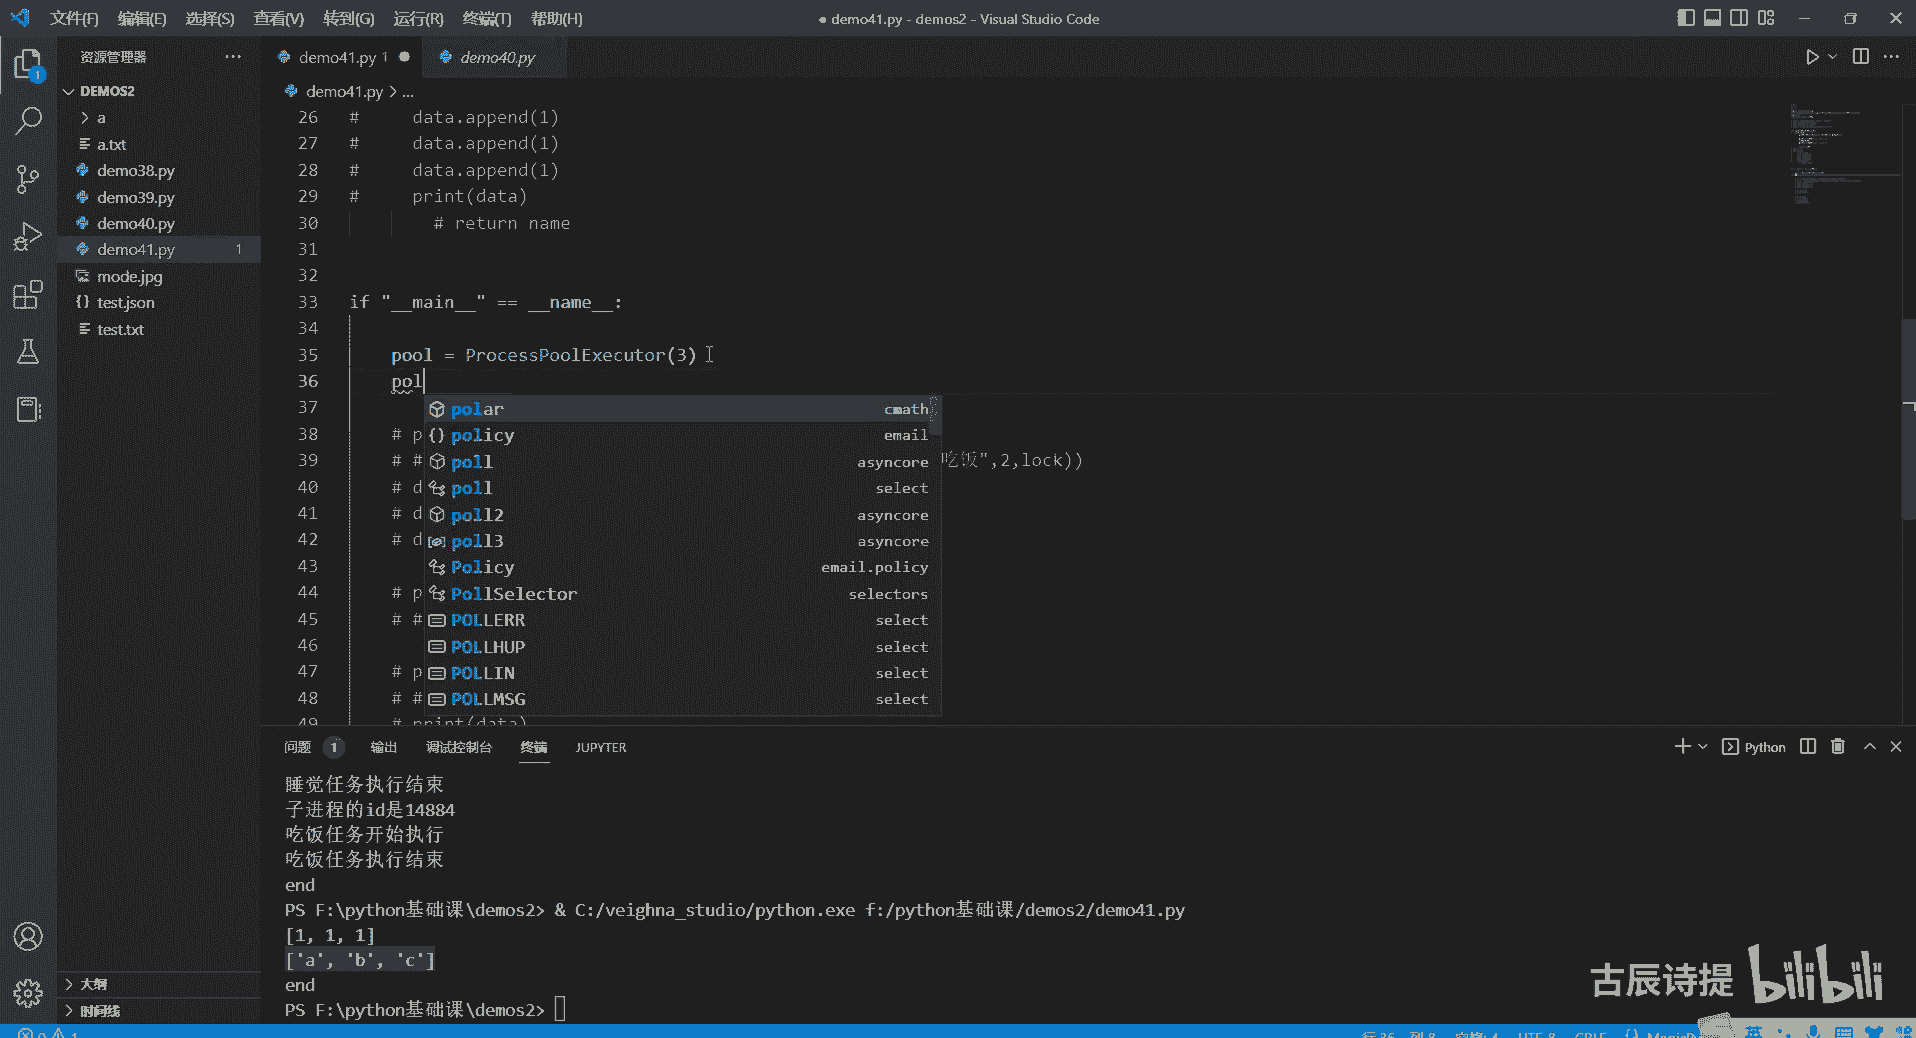 文件(F) 编辑(E) 选择(S) 查看(V) 转到(G) 运行(R) 终端(T) 帮助(H) ● demo41.py - demos2 - Visual Studio Code
资源管理器 ···
demo41.py 1 ●
demo40.py
1
DEMOS2
demo41.py > ...
a
a.txt
demo38.py
demo39.py
demo40.py
demo41.py 1
mode.jpg
{} test.json
test.txt
26 #     data.append(1)
27 #     data.append(1)
28 #     data.append(1)
29 #     print(data)
30         # return name
31
32
33 if "__main__" == __name__:
34
35     pool = ProcessPoolExecutor(3)
36     pol
37
38     # p
39     # # 吃饭",2,lock))
40     # d
41     # d
42     # d
43
44     # p
45     # #
46
47     # p
48     # #
49     # print(data)
polar cmath
{} policy email
poll asyncore
poll select
poll2 asyncore
poll3 asyncore
Policy email.policy
PollSelector selectors
POLLERR select
POLLHUP select
POLLIN select
POLLMSG select
问题 1 输出 调试控制台 终端 JUPYTER
Python
睡觉任务执行结束
子进程的id是14884
吃饭任务开始执行
吃饭任务执行结束
end
PS F:\python基础课\demos2> & C:/veighna_studio/python.exe f:/python基础课/demos2/demo41.py
[1, 1, 1]
['a', 'b', 'c']
end
PS F:\python基础课\demos2>
大纲
时间线
古辰诗提 bilibili
英